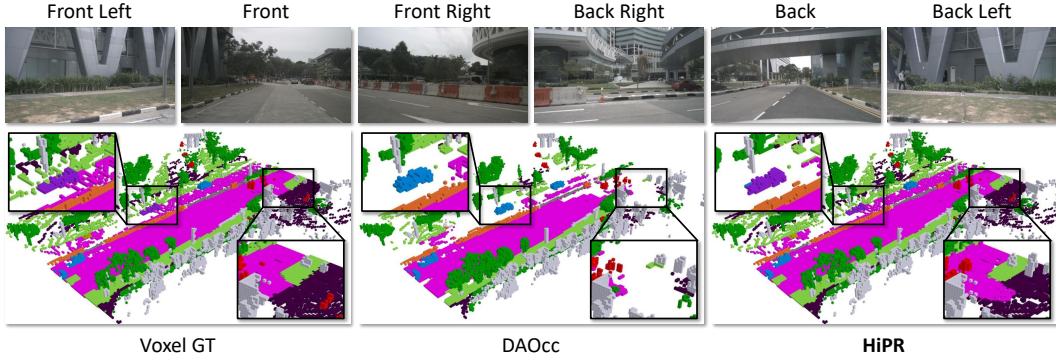 Front Left Front Front Right Back Right Back Back Left
Voxel GT DAOcc HiPR